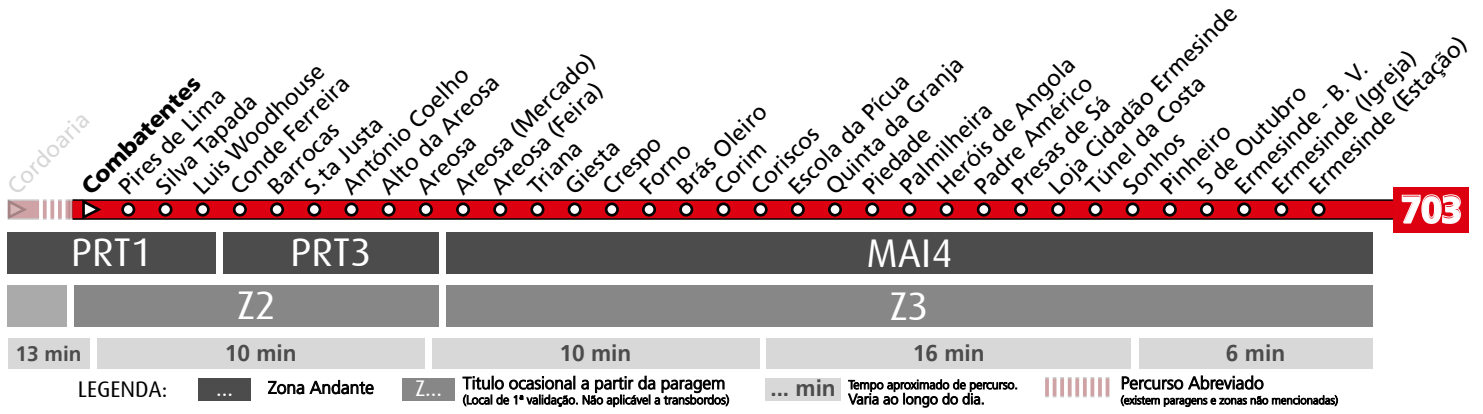 Cordoaria
Combatentes
Pires de Lima
Silva Tapada
Luis Woodhouse
Conde Ferreira
Barrocas
S.ta Justa
António Coelho
Alto da Areosa
Areosa
Areosa (Mercado)
Areosa (Feira)
Triana
Giesta
Crespo
Forno
Brás Oleiro
Corim
Coriscos
Escola da Pícua
Quinta da Granja
Piedade
Palmilheira
Heróis de Angola
Padre Américo
Presas de Sá
Loja Cidadão Ermesinde
Túnel da Costa
Sonhos
Pinheiro
5 de Outubro
Ermesinde - B. V.
Ermesinde (Igreja)
Ermesinde (Estação)
703
PRT1 PRT3 MAI4
Z2 Z3
13 min 10 min 10 min 16 min 6 min
LEGENDA:
... Zona Andante
Z... Titulo ocasional a partir da paragem
(Local de 1ª validação. Não aplicável a transbordos)
... min Tempo aproximado de percurso.
Varia ao longo do dia.
Percurso Abreviado
(existem paragens e zonas não mencionadas)